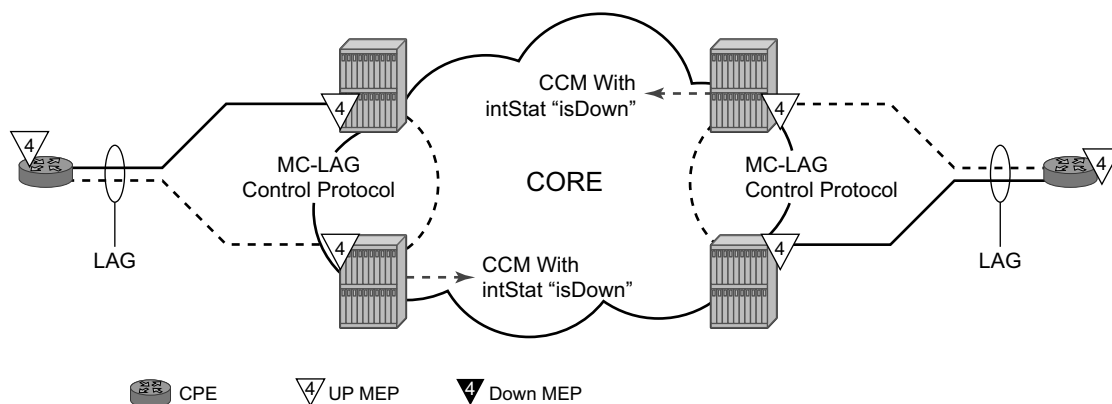 CCM With
intStat “isDown”
4
4
4
4
4
MC-LAG
Control Protocol
CORE
MC-LAG
Control Protocol
4
4
LAG
CCM With
intStat “isDown”
LAG
CPE
4 UP MEP
4 Down MEP